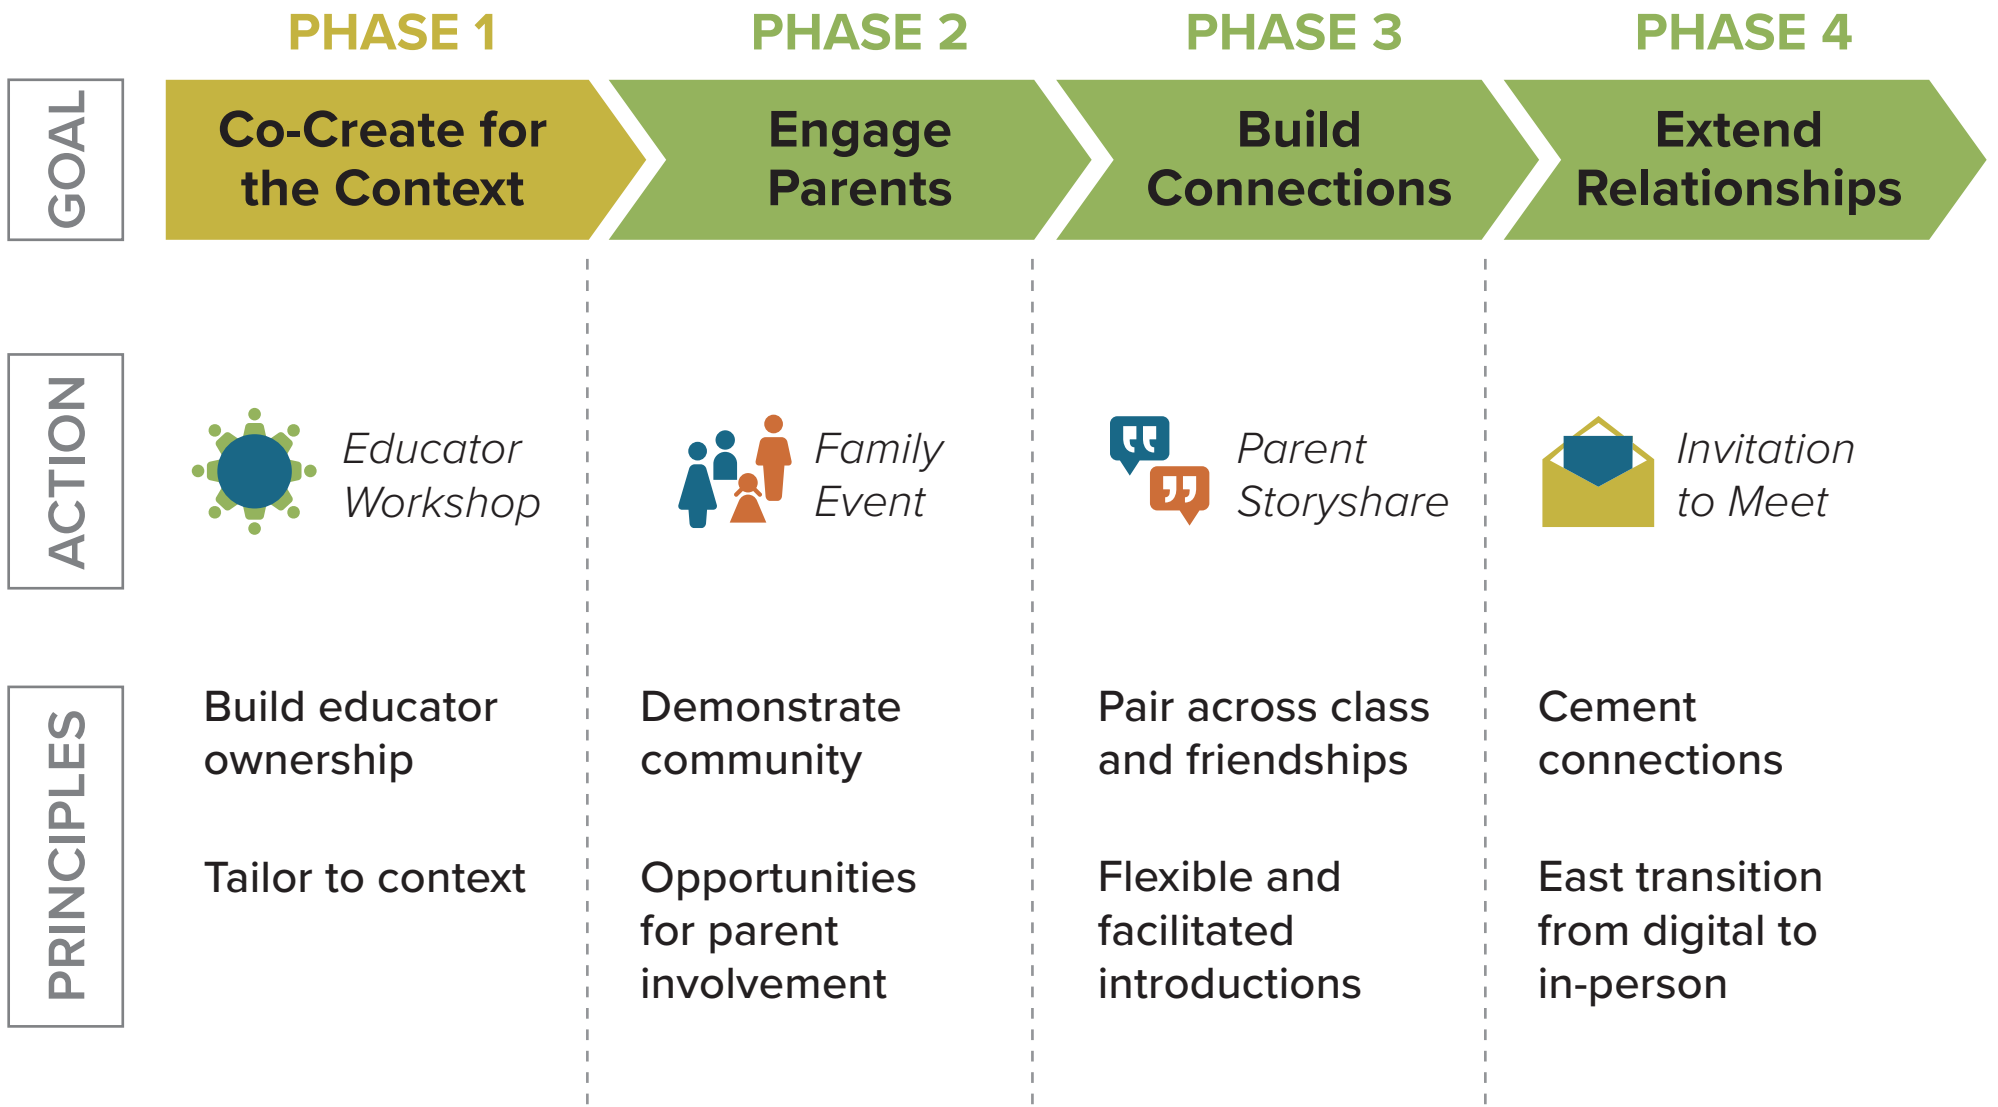 PHASE 1
PHASE 2
PHASE 3
PHASE 4
GOAL
Co-Create for
the Context
Engage
Parents
Build
Connections
Extend
Relationships
ACTION
Educator
Workshop
Family
Event
Parent
Storyshare
Invitation
to Meet
PRINCIPLES
Build educator
ownership
Tailor to context
Demonstrate
community
Opportunities
for parent
involvement
Pair across class
and friendships
Flexible and
facilitated
introductions
Cement
connections
East transition
from digital to
in-person